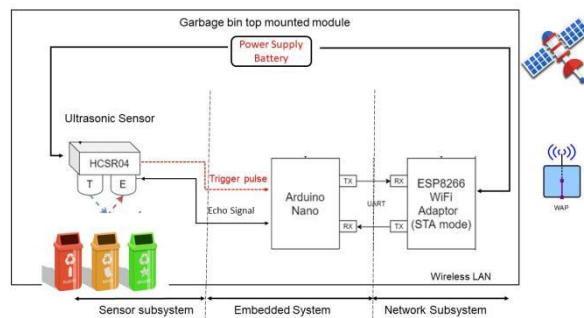 Garbage bin top mounted module
Power Supply
Battery
Ultrasonic Sensor
HCSR04
T
E
Trigger pulse
Echo Signal
Arduino
Nano
TX
RX
UART
RX
TX
ESP8266
WiFi
Adaptor
(STA mode)
WAP
Wireless LAN
Sensor subsystem
Embedded System
Network Subsystem